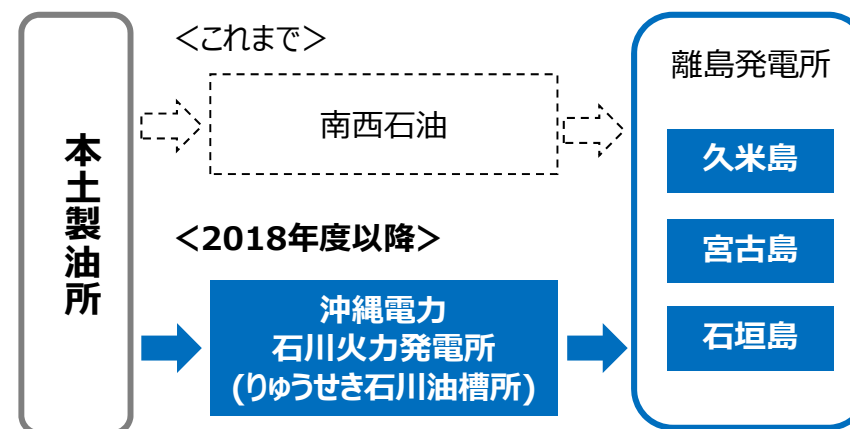 本土製油所
＜これまで＞
南西石油
＜2018年度以降＞
沖縄電力
石川火力発電所
(りゅうせき石川油槽所)
離島発電所
久米島
宮古島
石垣島